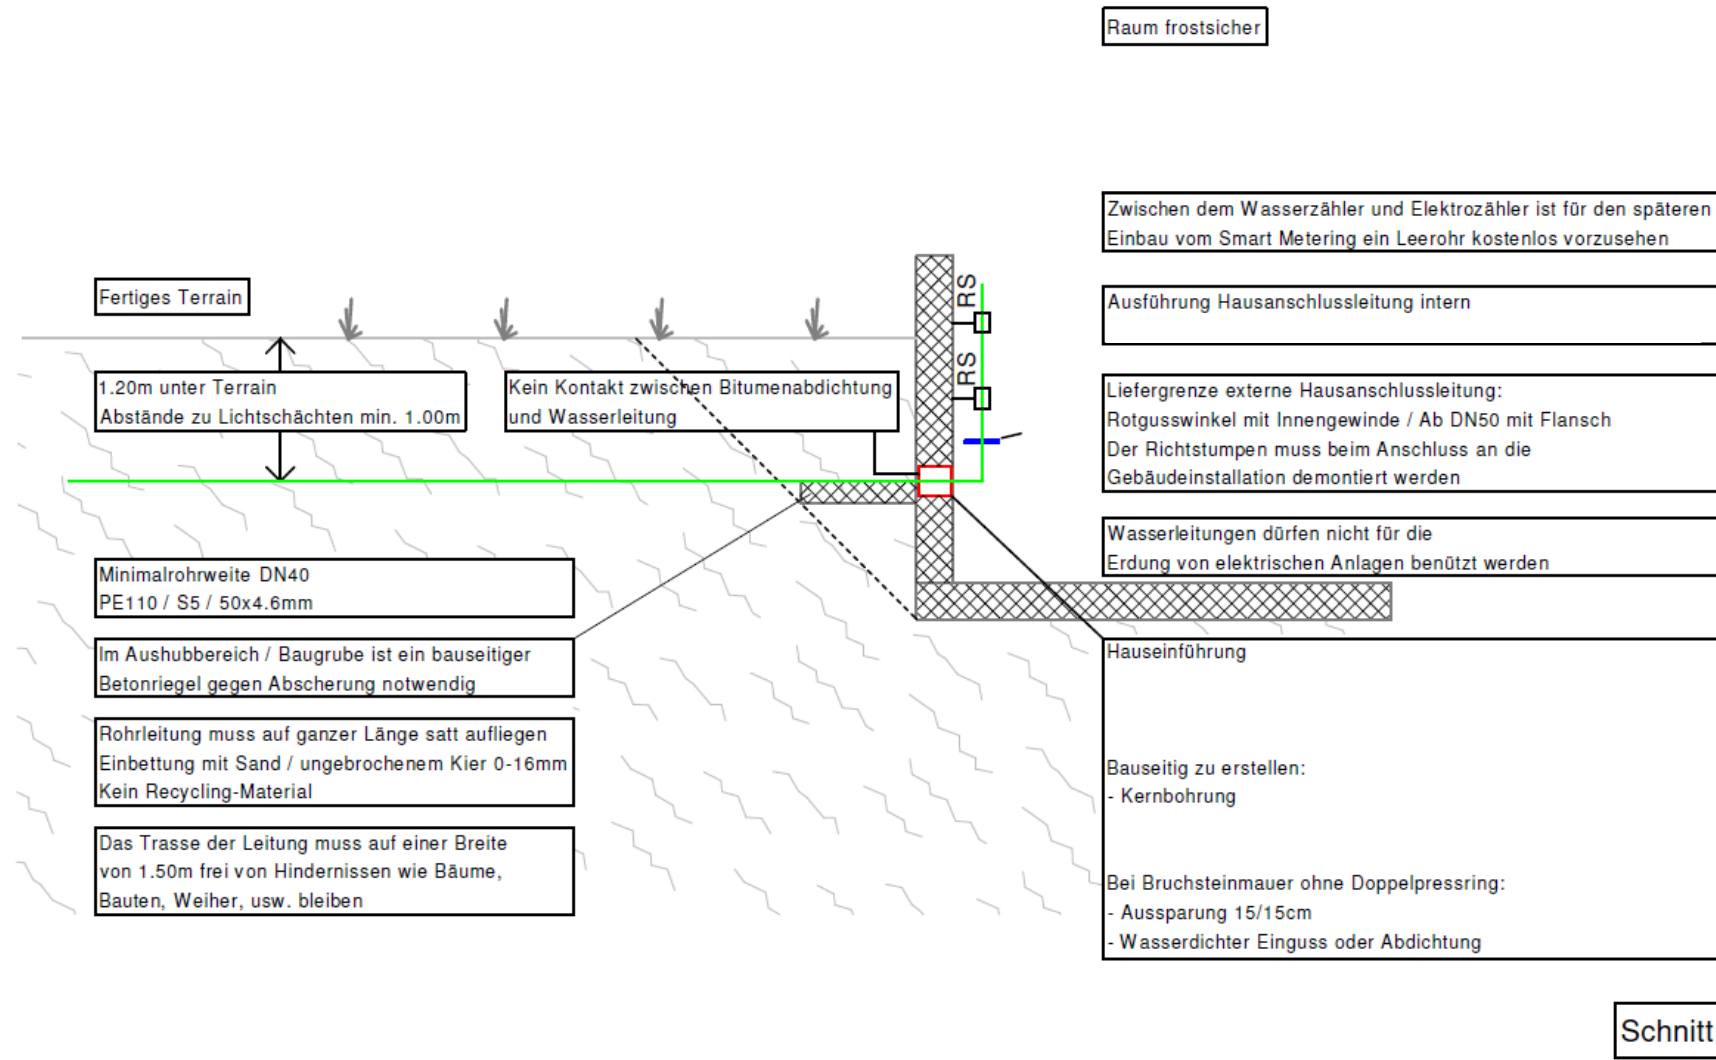 Raum frostsicher
Zwischen dem Wasserzähler und Elektrozähler ist für den späteren
Einbau vom Smart Metering ein Leerohr kostenlos vorzusehen
Fertiges Terrain
RS
Ausführung Hausanschlussleitung intern
1.20m unter Terrain
Abstände zu Lichtschächten min. 1.00m
Kein Kontakt zwischen Bitumenabdichtung
und Wasserleitung
RS
Liefergrenze externe Hausanschlussleitung:
Rotgusswinkel mit Innengewinde / Ab DN50 mit Flansch
Der Richtstumpen muss beim Anschluss an die
Gebäudeinstallation demontiert werden
Wasserleitungen dürfen nicht für die
Erdung von elektrischen Anlagen benützt werden
Minimalrohrweite DN40
PE110 / S5 / 50x4.6mm
Im Aushubbereich / Baugrube ist ein bauseitiger
Betonriegel gegen Abscherung notwendig
Rohrleitung muss auf ganzer Länge satt aufliegen
Einbettung mit Sand / ungebrochenem Kier 0-16mm
Kein Recycling-Material
Das Trasse der Leitung muss auf einer Breite
von 1.50m frei von Hindernissen wie Bäume,
Bauten, Weiher, usw. bleiben
Hauseinführung
Bauseitig zu erstellen:
- Kernbohrung
Bei Bruchsteinmauer ohne Doppelpressring:
- Aussparung 15/15cm
- Wasserdichter Einguss oder Abdichtung
Schnitt